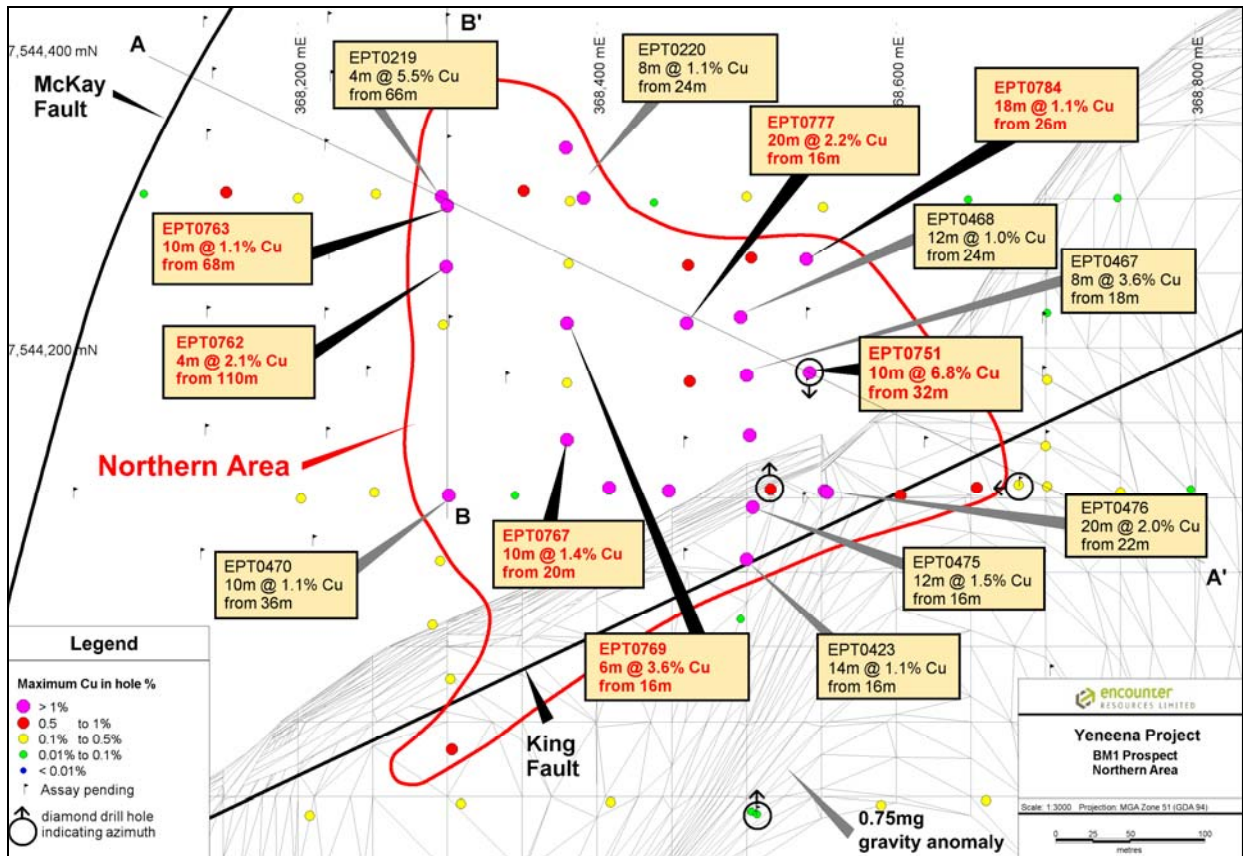 B'
A
7,544,400 mN
McKay
Fault
368,200 mE
368,400 mE
368,600 mE
368,800 mE
EPT0219
4m @ 5.5% Cu
from 66m
EPT0220
8m @ 1.1% Cu
from 24m
EPT0777
20m @ 2.2% Cu
from 16m
EPT0784
18m @ 1.1% Cu
from 26m
EPT0763
10m @ 1.1% Cu
from 68m
EPT0468
12m @ 1.0% Cu
from 24m
EPT0467
8m @ 3.6% Cu
from 18m
7,544,200 mN
EPT0762
4m @ 2.1% Cu
from 110m
EPT0751
10m @ 6.8% Cu
from 32m
Northern Area
B
EPT0470
10m @ 1.1% Cu
from 36m
EPT0767
10m @ 1.4% Cu
from 20m
EPT0476
20m @ 2.0% Cu
from 22m
EPT0475
12m @ 1.5% Cu
from 16m
A'
EPT0769
6m @ 3.6% Cu
from 16m
EPT0423
14m @ 1.1% Cu
from 16m
King
Fault
0.75mg
gravity anomaly
Legend
Maximum Cu in hole %
> 1%
0.5 to 1%
0.1% to 0.5%
0.01% to 0.1%
< 0.01%
Assay pending
diamond drill hole
indicating azimuth
encounter
RESOURCES LIMITED
Yeneena Project
BM1 Prospect
Northern Area
Scale: 1:3000 Projection: MGA Zone 51 (GDA 94)
0 50 100
metres